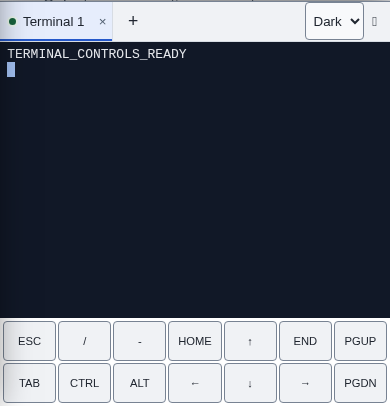 Terminal 1 × + Dark
TERMINAL_CONTROLS_READY
ESC / - HOME ↑ END PGUP
TAB CTRL ALT ← ↓ → PGDN